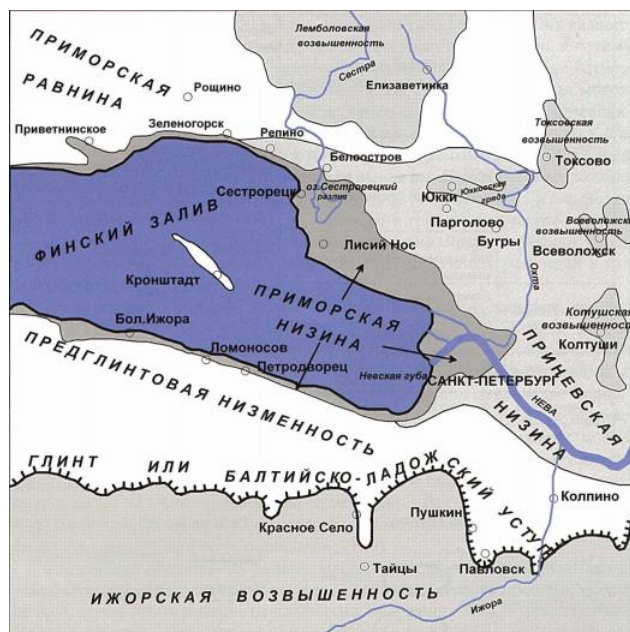 Лемболовская
возвышенность
ПРИМОРСКАЯ
РАВНИНА
Сестра
Елизаветинка
Рощино
Токсовская
возвышенность
Токсово
Приветнинское
Зеленогорск
Репино
Белоостров
Сестрорецк
оз.Сестрорецкий
разлив
Юкки
Юкковская
гряда
Парголово
Бугры
Всеволожская
возвышенность
Всеволожск
ФИНСКИЙ ЗАЛИВ
Лисий Нос
Охта
Кронштадт
ПРИМОРСКАЯ
НИЗИНА
Колтушская
возвышенность
Колтуши
Бол.Ижора
Ломоносов
Петродворец
Невская губа
САНКТ-ПЕТЕРБУРГ
ПРИНЕВСКАЯ
НИЗИНА
НЕВА
ПРЕДГЛИНТОВАЯ НИЗМЕННОСТЬ
ГЛИНТ ИЛИ БАЛТИЙСКО-ЛАДОЖСКИЙ УСТУП
Колпино
Красное Село
Пушкин
Тайцы
Павловск
ИЖОРСКАЯ ВОЗВЫШЕННОСТЬ
Ижора